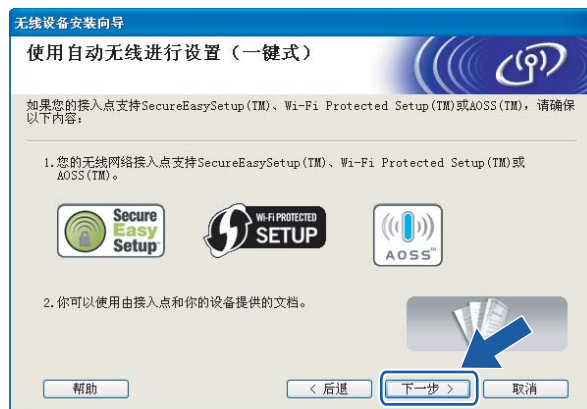 无线设备安装向导
使用自动无线进行设置（一键式）
如果您的接入点支持SecureEasySetup(TM)、Wi-Fi Protected Setup(TM)或AOSS(TM)，请确保
以下内容：
1.您的无线网络接入点支持SecureEasySetup(TM)、Wi-Fi Protected Setup(TM)或
AOSS(TM)。
Secure
Easy
Setup
WI-FI PROTECTED
SETUP
AOSS™
2.你可以使用由接入点和你的设备提供的文档。
帮助
< 后退
下一步 >
取消